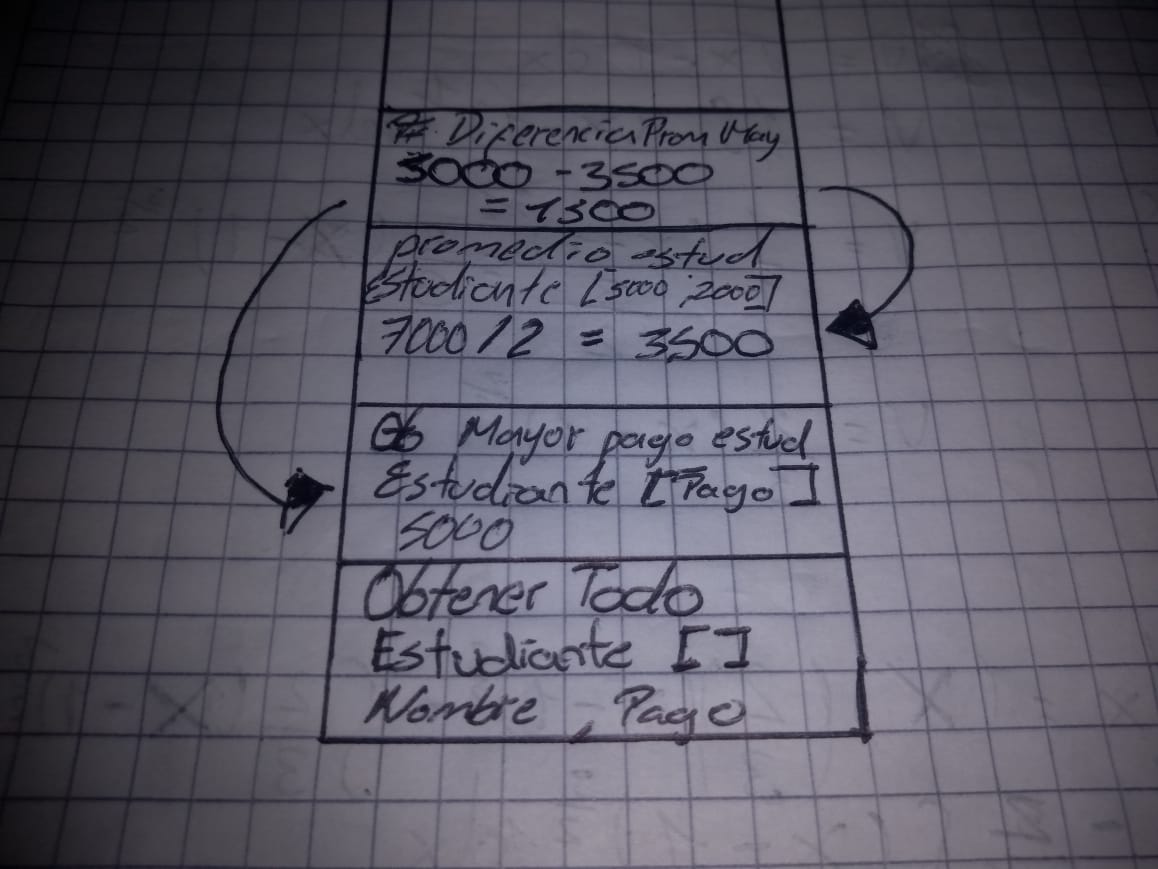 # DiferenciaPromMay
5000 - 3500
= 1500
promedio estud
Estudiante [5000, 2000]
7000/2 = 3500
Ob Mayor pago estud
Estudiante [Pago]
5000
Obtener Todo
Estudiante []
Nombre, Pago